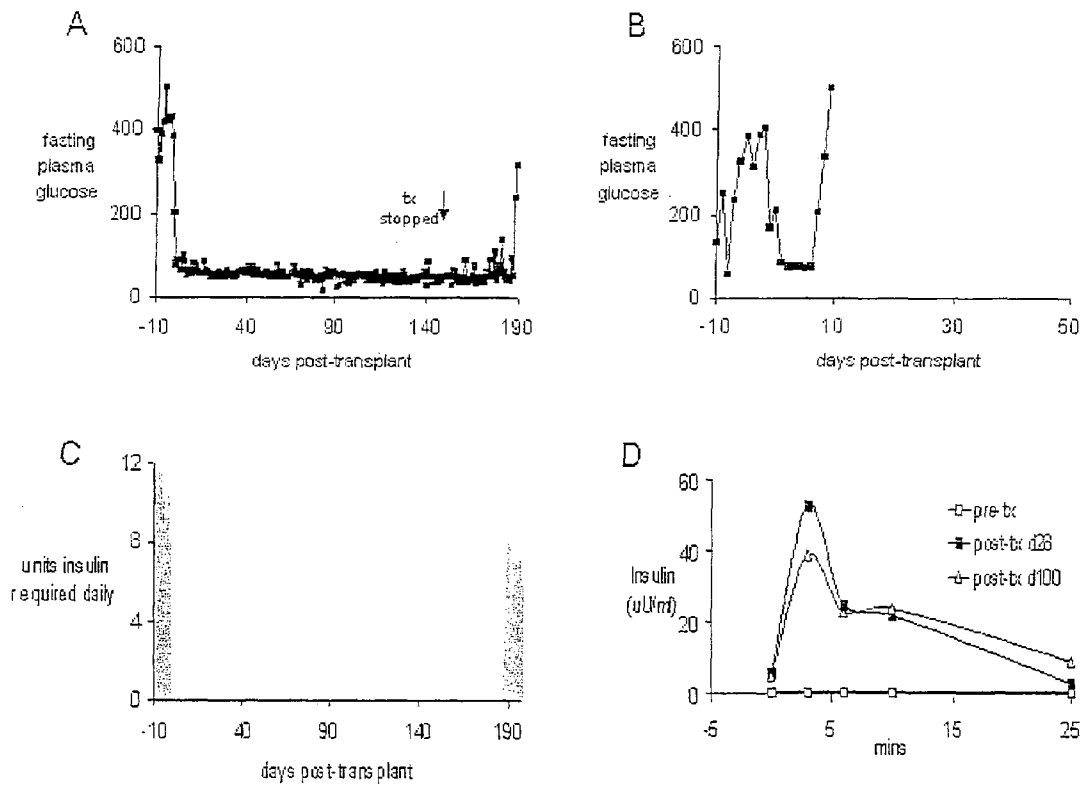 A
600
fasting
plasma
glucose
400
200
0
tx
stopped
-10
40
90
140
190
days post-transplant
B
600
fasting
plasma
glucose
400
200
0
-10
10
30
50
days post-transplant
C
12
8
4
0
units insulin
required daily
-10
40
90
140
190
days post-transplant
D
60
40
20
0
Insulin
(uU/ml)
pre-tx
post-tx d28
post-tx d100
-5
5
15
25
mins